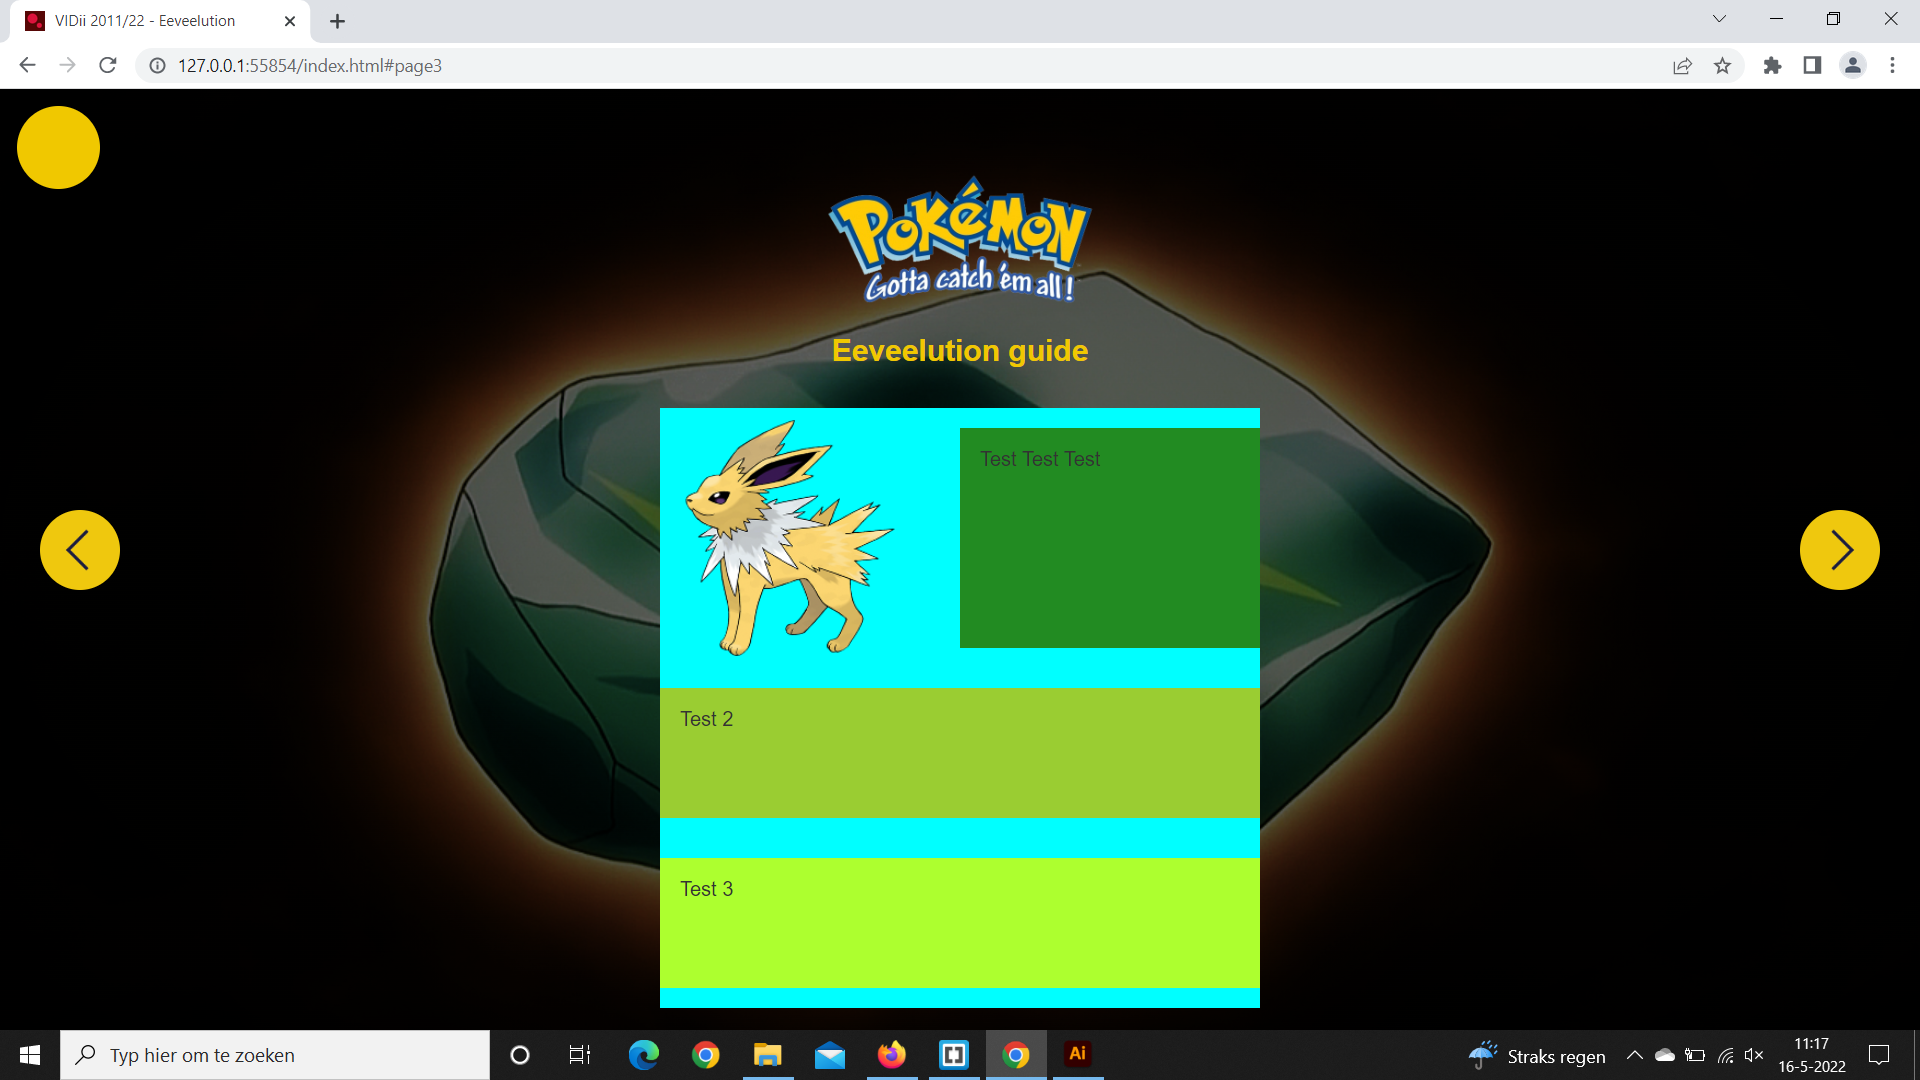 VIDii 2011/22 - Eeveelution
127.0.0.1:55854/index.html#page3
POKéMON
Gotta catch 'em all!
Eeveelution guide
Test Test Test
Test 2
Test 3
Typ hier om te zoeken
Ai
Straks regen
11:17
16-5-2022